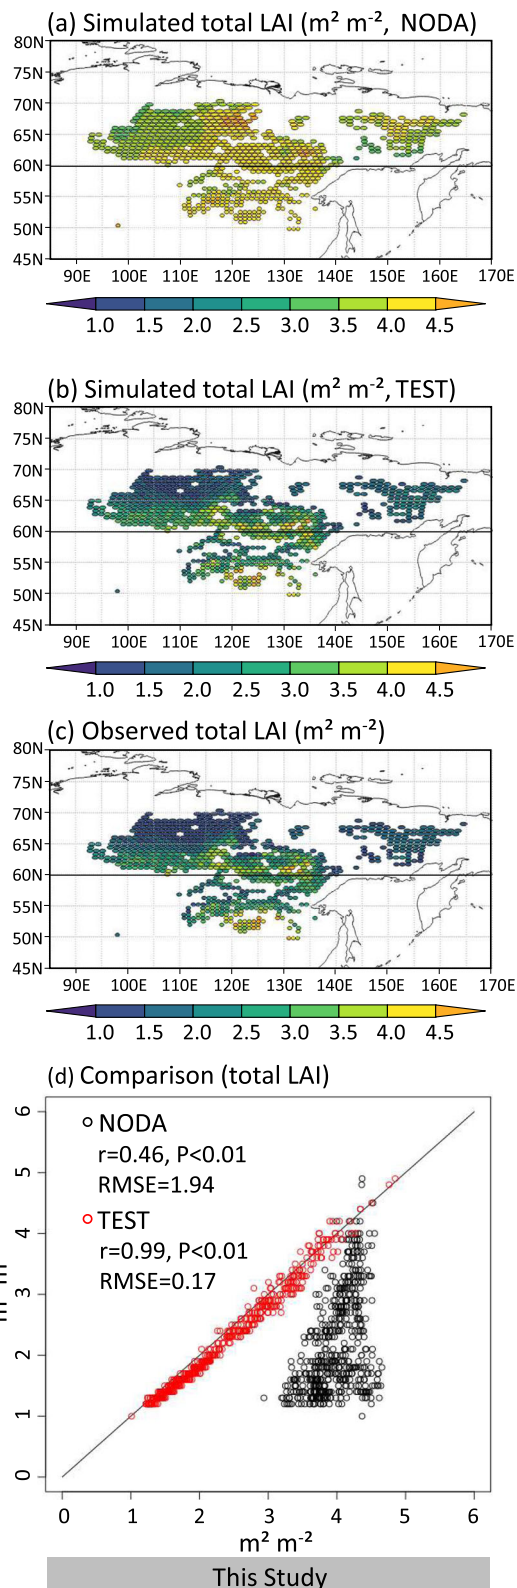 (a) Simulated total LAI (m² m⁻², NODA)
80N
75N
70N
65N
60N
55N
50N
45N
90E 100E 110E 120E 130E 140E 150E 160E 170E
1.0 1.5 2.0 2.5 3.0 3.5 4.0 4.5
(b) Simulated total LAI (m² m⁻², TEST)
80N
75N
70N
65N
60N
55N
50N
45N
90E 100E 110E 120E 130E 140E 150E 160E 170E
1.0 1.5 2.0 2.5 3.0 3.5 4.0 4.5
(c) Observed total LAI (m² m⁻²)
80N
75N
70N
65N
60N
55N
50N
45N
90E 100E 110E 120E 130E 140E 150E 160E 170E
1.0 1.5 2.0 2.5 3.0 3.5 4.0 4.5
(d) Comparison (total LAI)
NODA
r=0.46, P<0.01
RMSE=1.94
TEST
r=0.99, P<0.01
RMSE=0.17
6
5
4
3
2
1
0
0 1 2 3 4 5 6
m² m⁻²
This Study